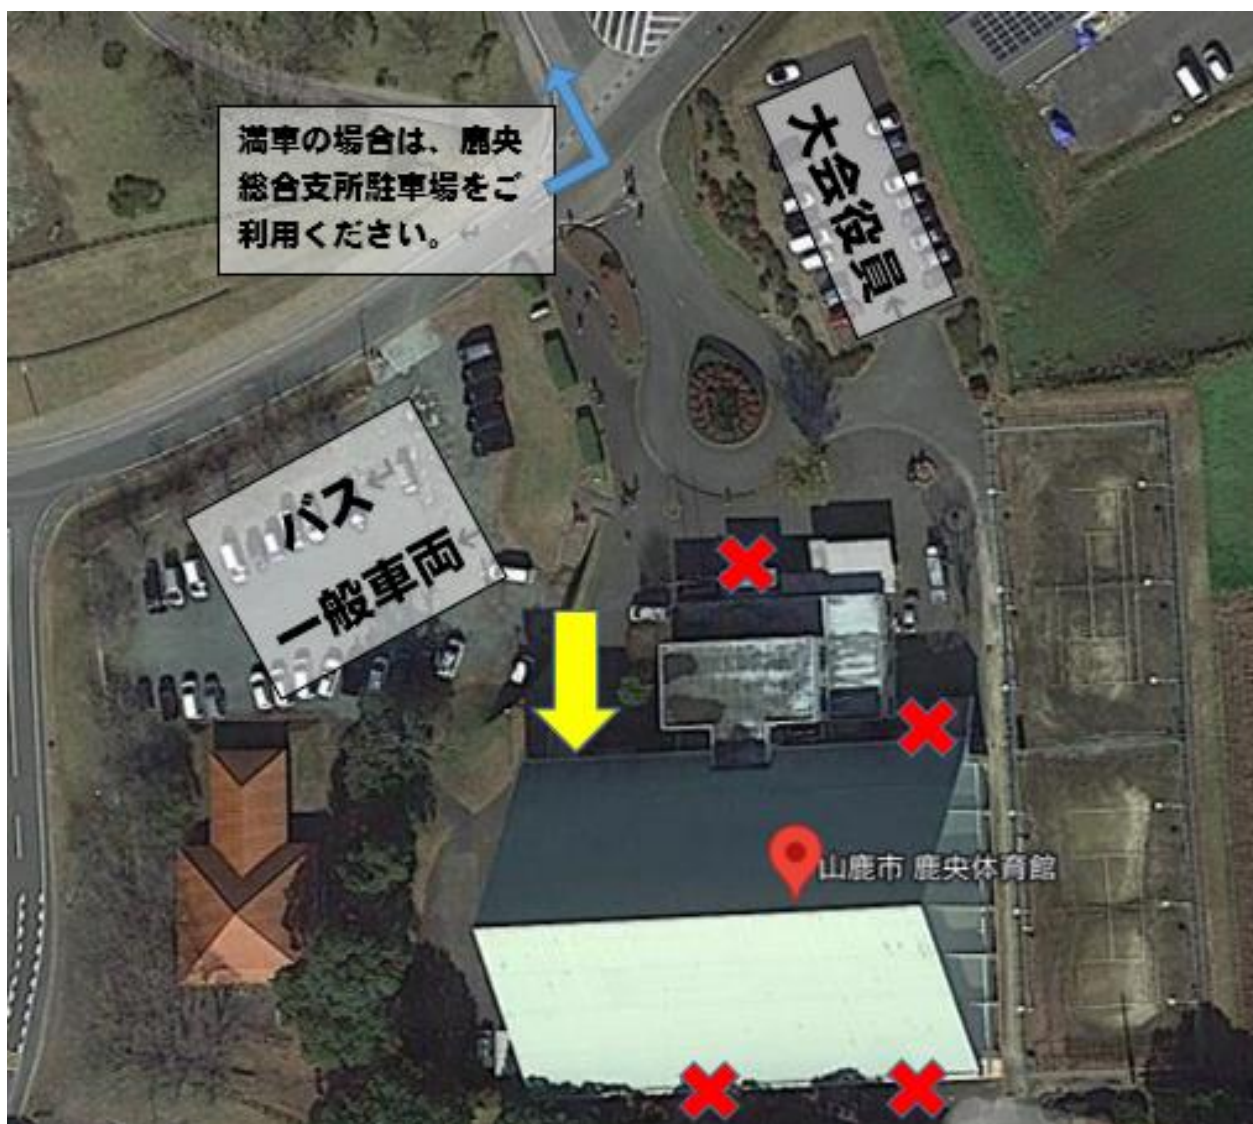 満車の場合は、鹿央
総合支所駐車場をご
利用ください。
大会役員
バス
一般車両
山鹿市 鹿央体育館